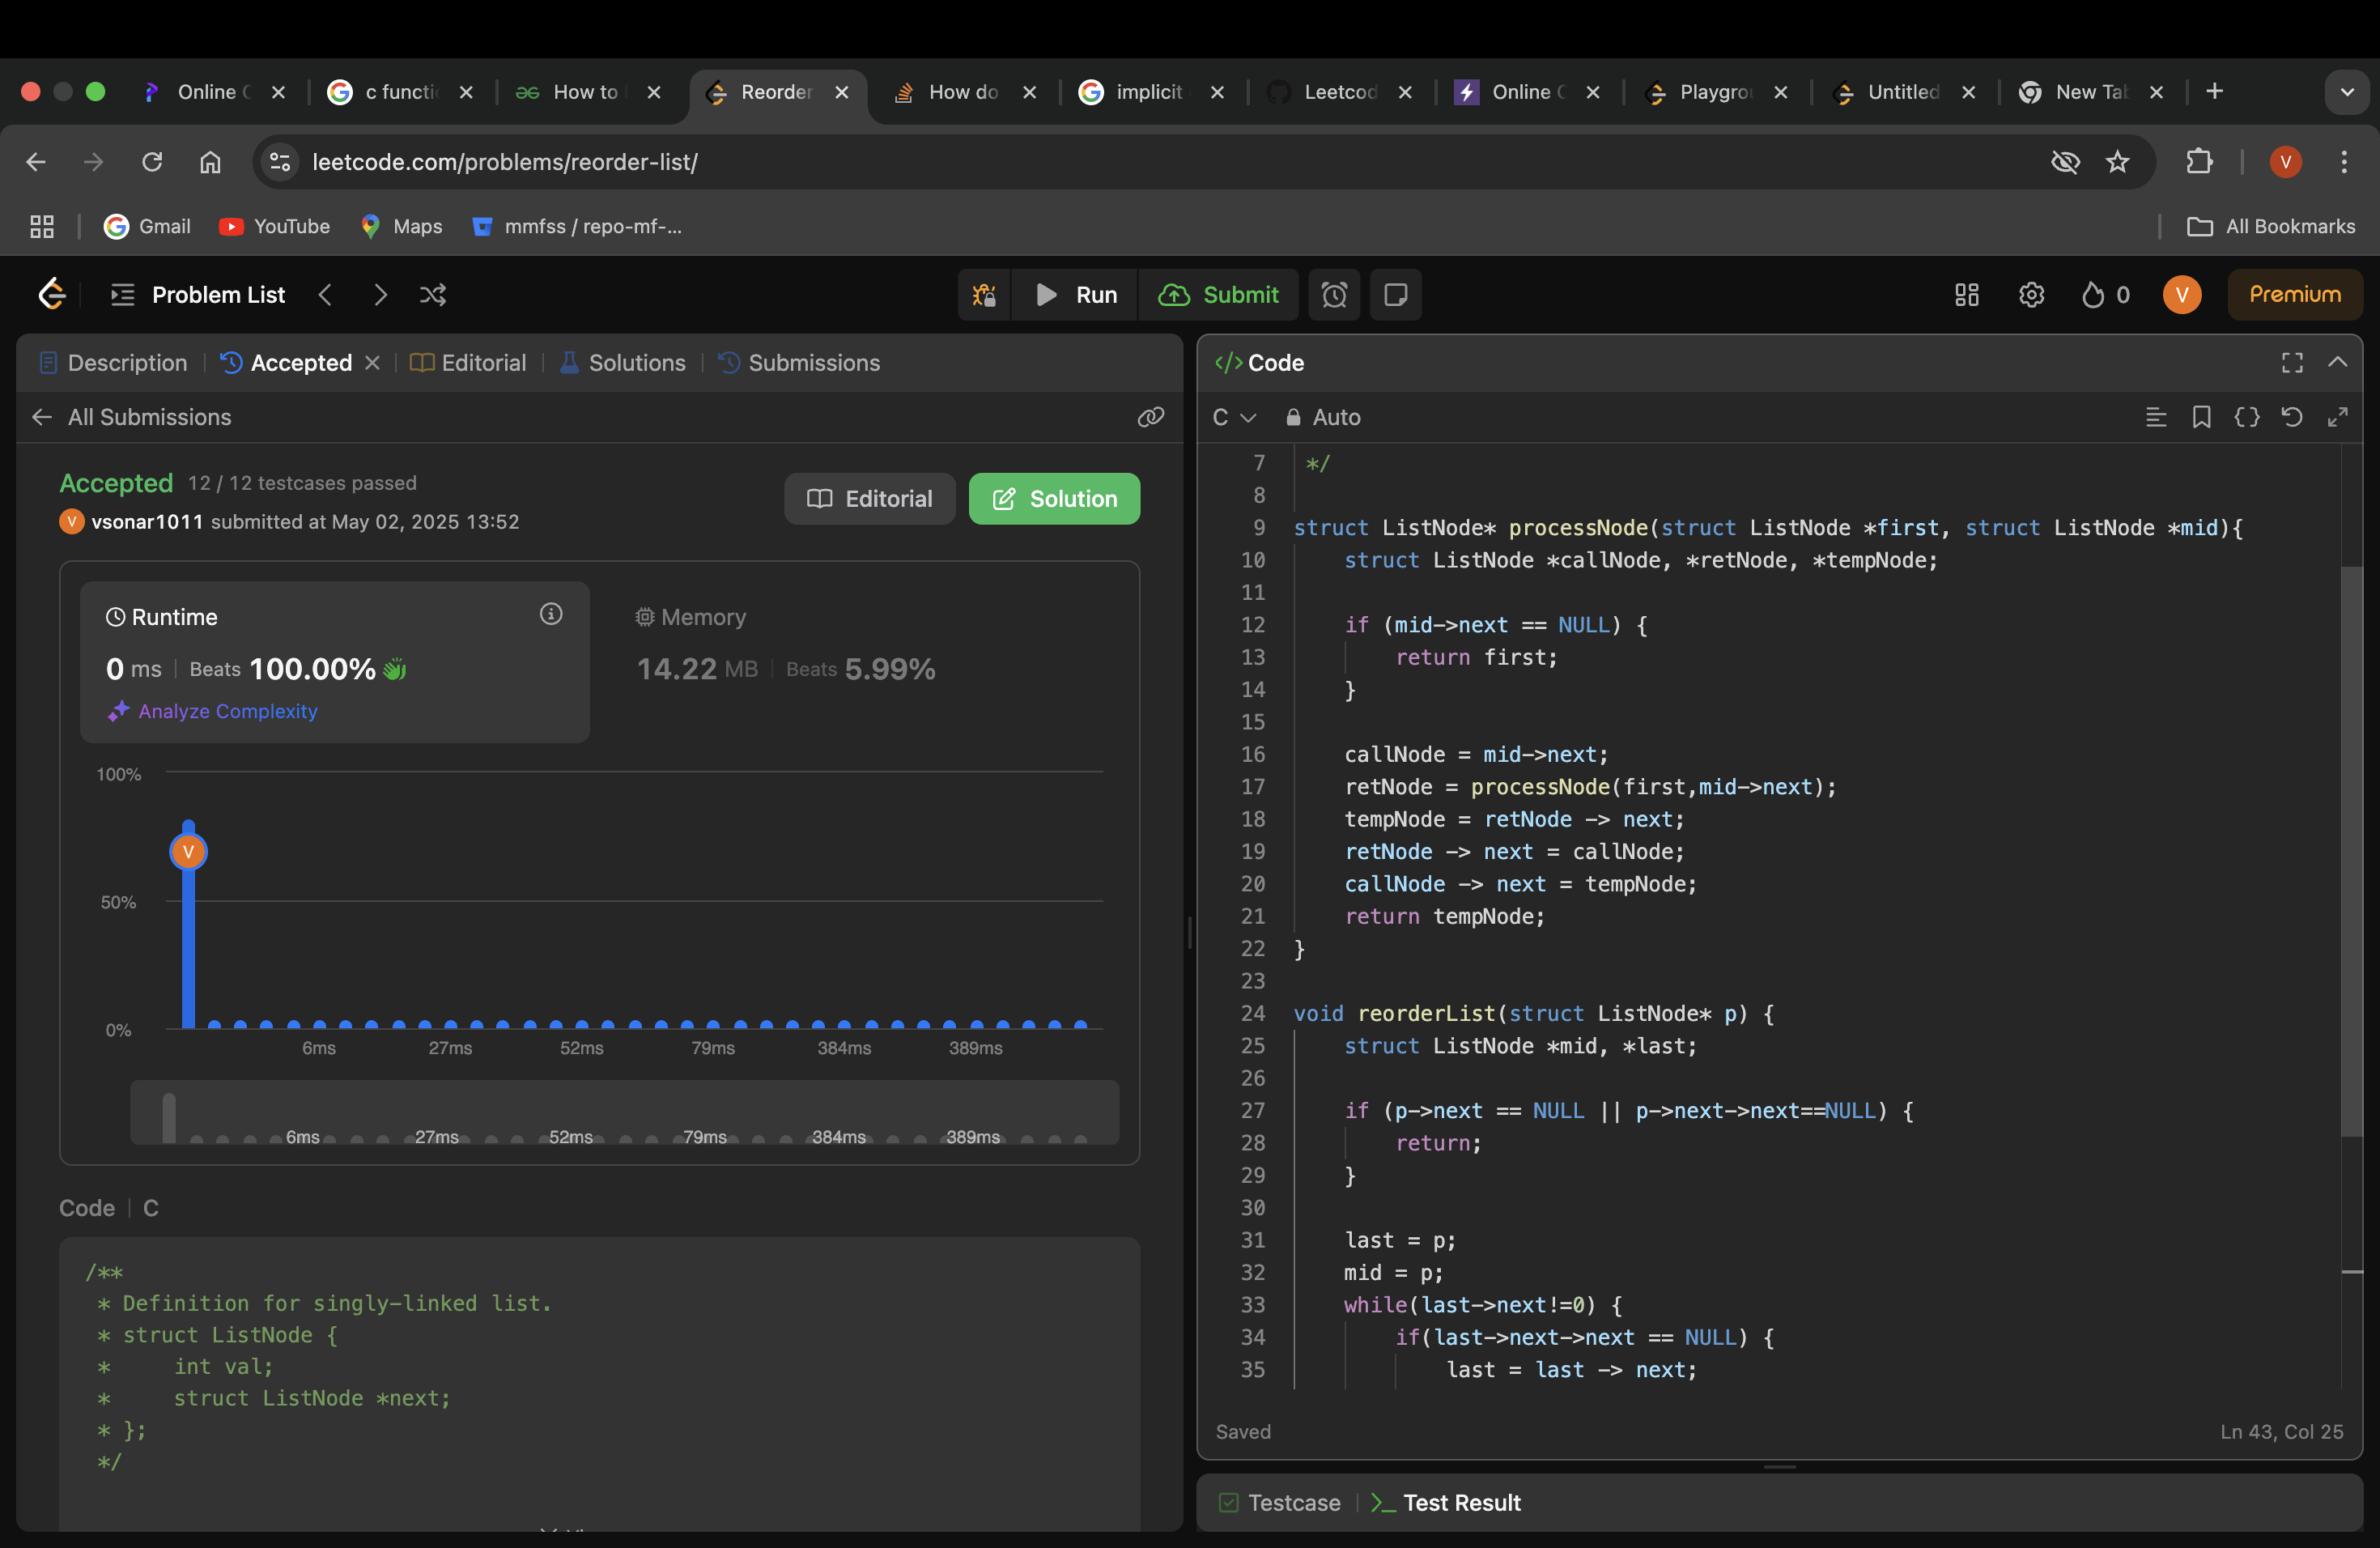 Online C
c functi
How to
Reorder
How do
implicit
Leetcod
Online C
Playgrou
Untitled
New Tab
leetcode.com/problems/reorder-list/
V
Gmail
YouTube
Maps
mmfss / repo-mf-...
All Bookmarks
Problem List
Run
Submit
0
V
Premium
Description
Accepted
Editorial
Solutions
Submissions
All Submissions
Accepted 12 / 12 testcases passed
V vsonar1011 submitted at May 02, 2025 13:52
Editorial
Solution
Runtime
0 ms | Beats 100.00%
Analyze Complexity
Memory
14.22 MB | Beats 5.99%
100%
50%
0%
V
6ms 27ms 52ms 79ms 384ms 389ms
6ms 27ms 52ms 79ms 384ms 389ms
Code | C
/**
 * Definition for singly-linked list.
 * struct ListNode {
 *     int val;
 *     struct ListNode *next;
 * };
 */
</> Code
C
Auto
7  */
8
9 struct ListNode* processNode(struct ListNode *first, struct ListNode *mid){
10     struct ListNode *callNode, *retNode, *tempNode;
11
12     if (mid->next == NULL) {
13         return first;
14     }
15
16     callNode = mid->next;
17     retNode = processNode(first,mid->next);
18     tempNode = retNode -> next;
19     retNode -> next = callNode;
20     callNode -> next = tempNode;
21     return tempNode;
22 }
23
24 void reorderList(struct ListNode* p) {
25     struct ListNode *mid, *last;
26
27     if (p->next == NULL || p->next->next==NULL) {
28         return;
29     }
30
31     last = p;
32     mid = p;
33     while(last->next!=0) {
34         if(last->next->next == NULL) {
35             last = last -> next;
Saved
Ln 43, Col 25
Testcase
Test Result